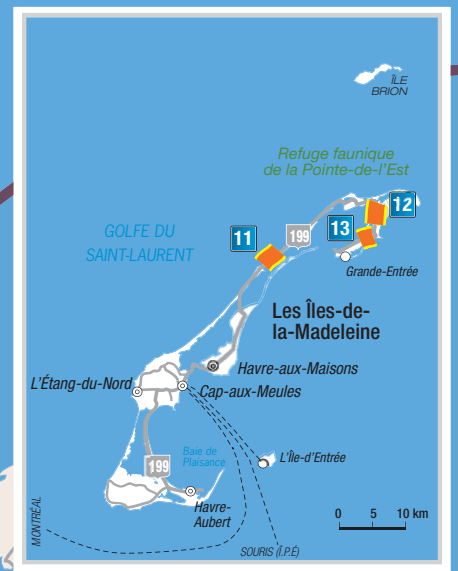 ÎLE
BRION
Refuge faunique
de la Pointe-de-l'Est
12
13
GOLFE DU
SAINT-LAURENT
11
199
Grande-Entrée
Les Îles-de-
la-Madeleine
Havre-aux-Maisons
L'Étang-du-Nord
Cap-aux-Meules
Baie de
Plaisance
L'Île-d'Entrée
199
Havre-
Aubert
MONTRÉAL
0 5 10 km
SOURIS (Î.P.É)